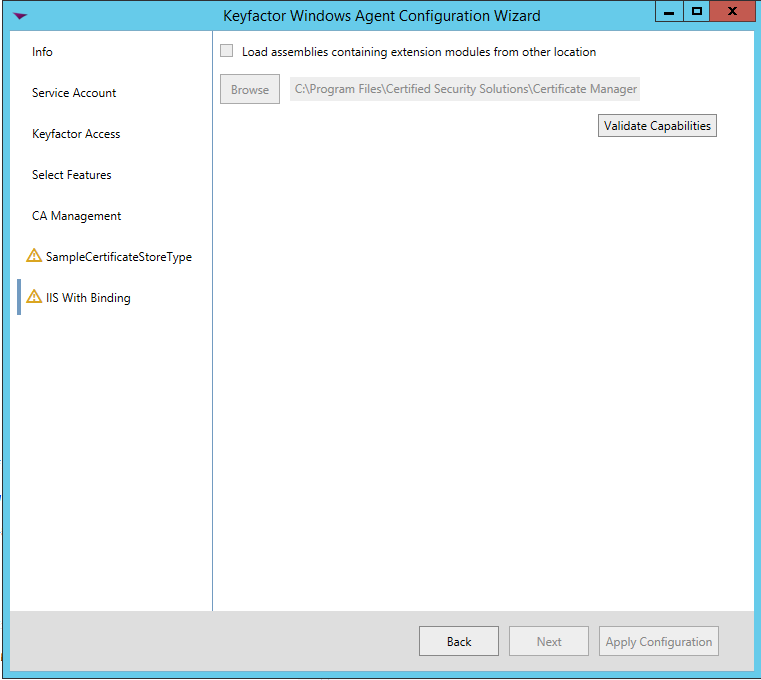 Keyfactor Windows Agent Configuration Wizard
Info
Service Account
Keyfactor Access
Select Features
CA Management
SampleCertificateStoreType
IIS With Binding
Load assemblies containing extension modules from other location
Browse
C:\Program Files\Certified Security Solutions\Certificate Manager
Validate Capabilities
Back
Next
Apply Configuration